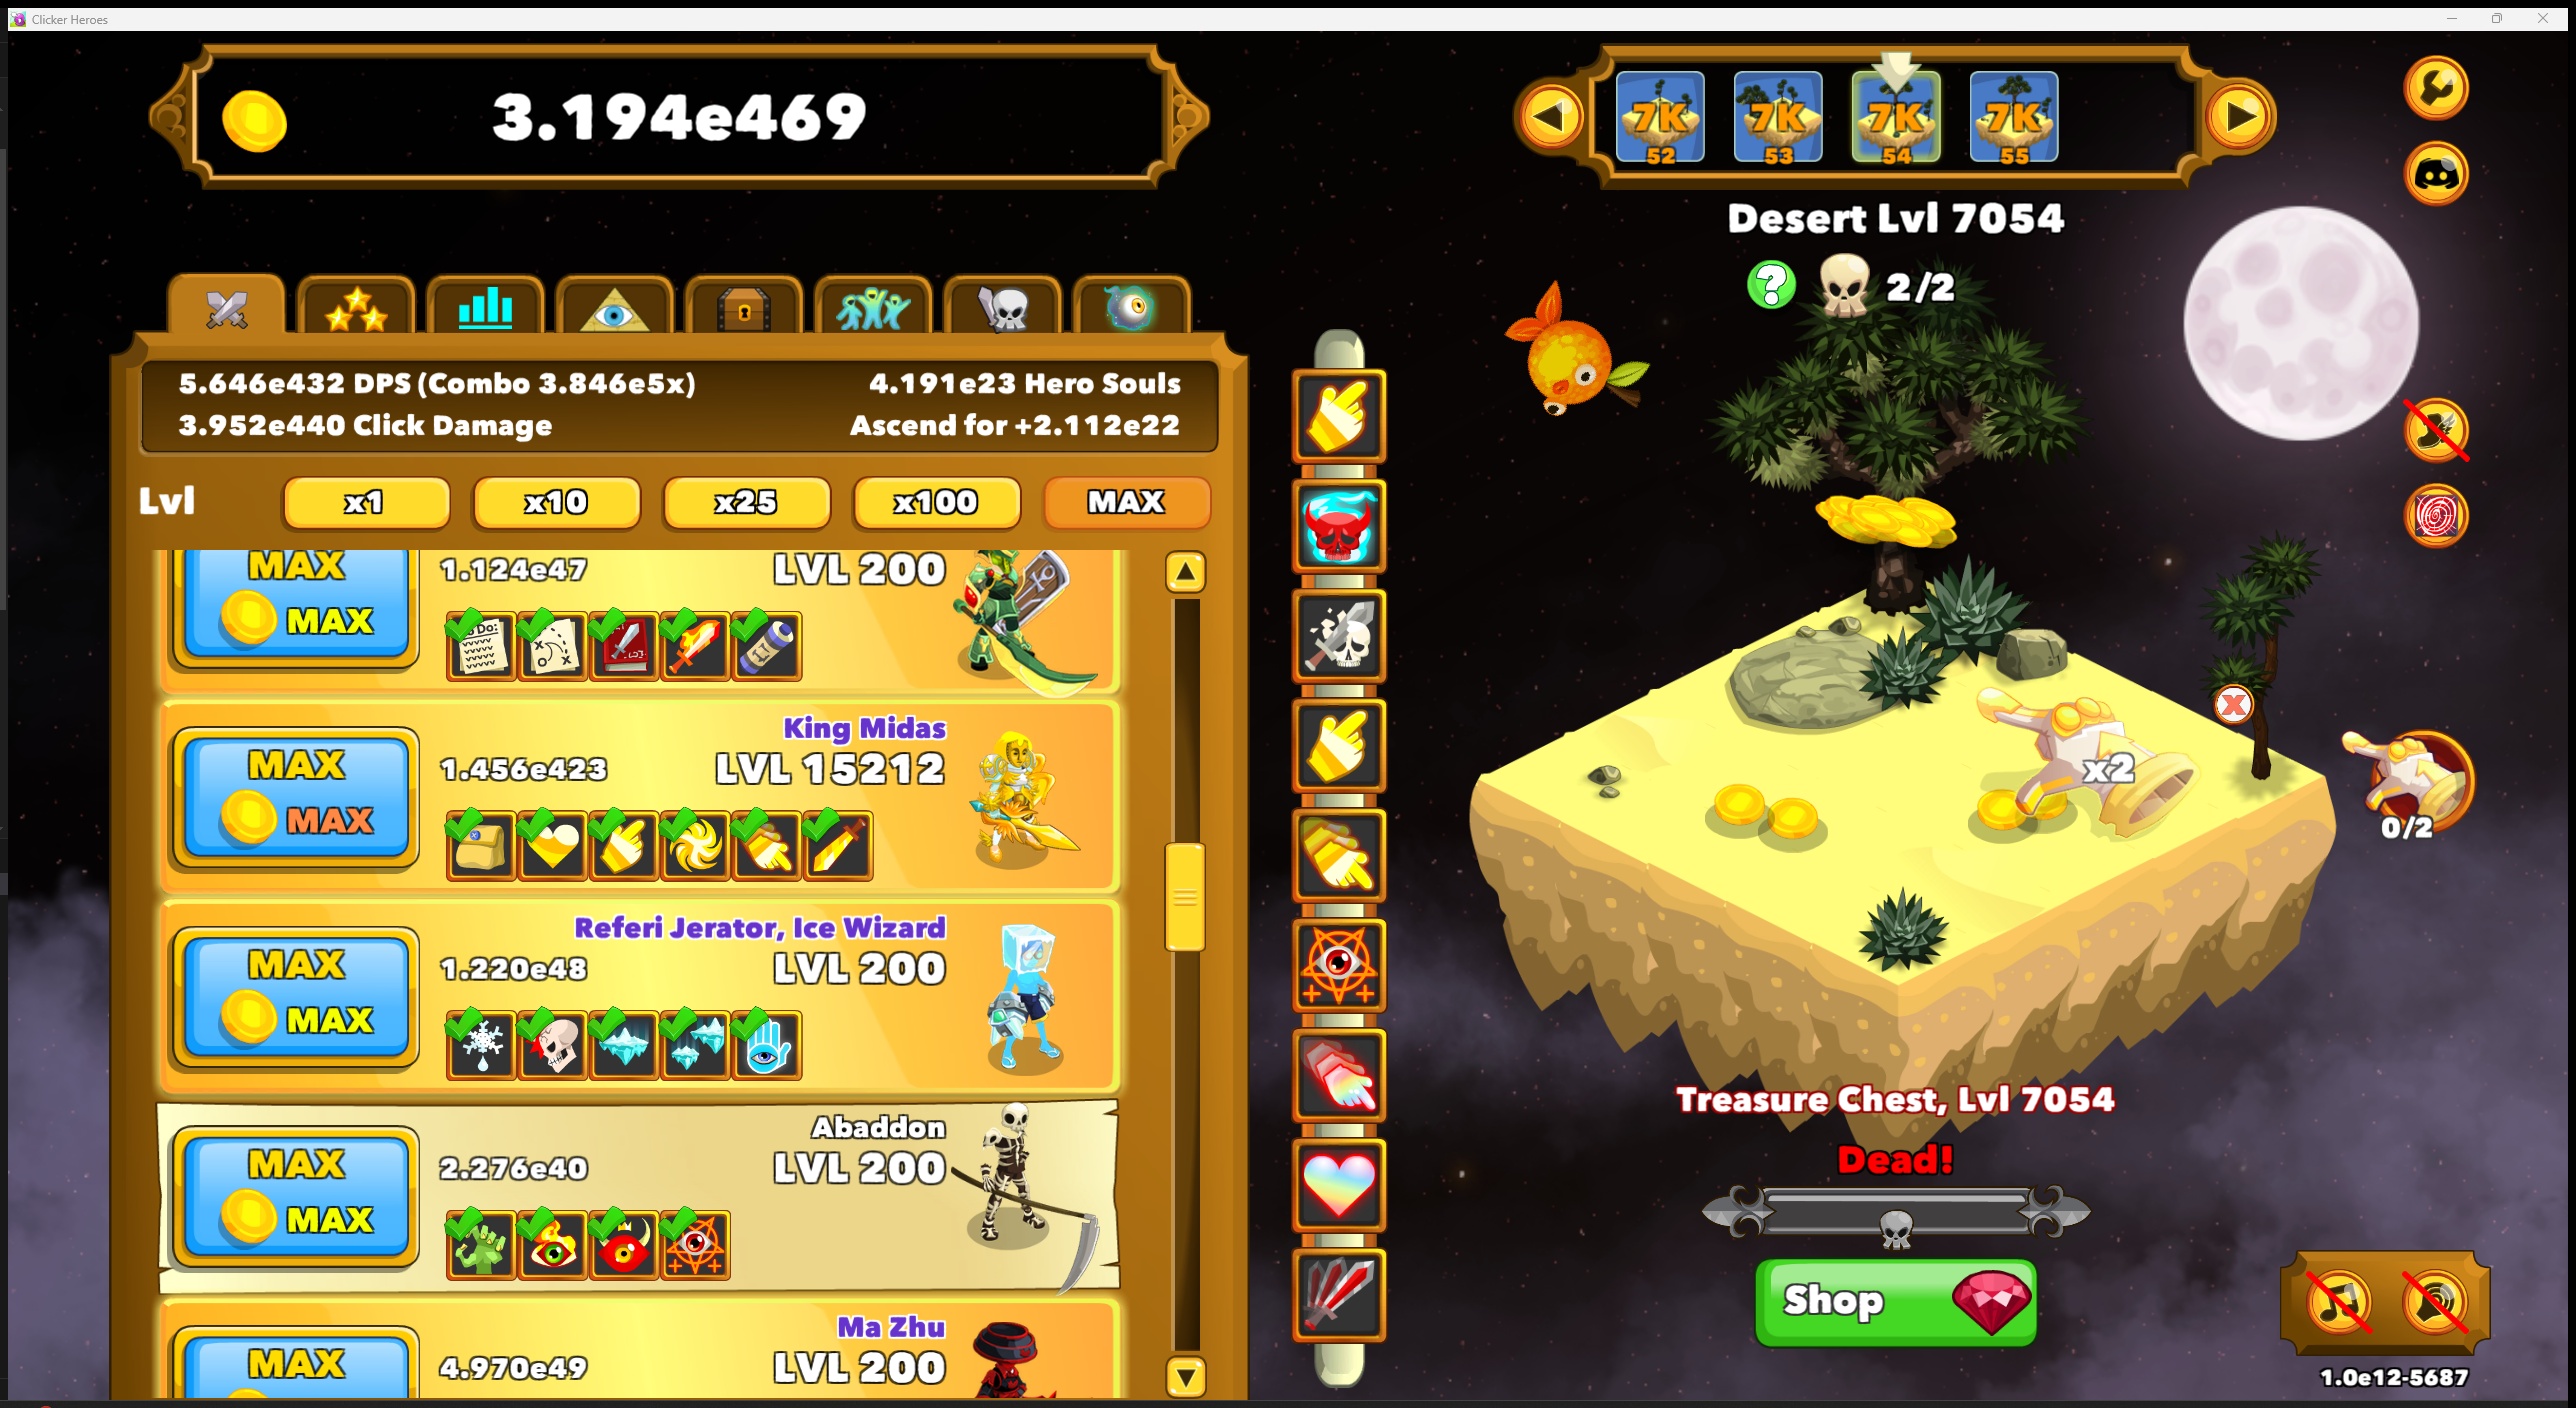 Clicker Heroes
3.194e469
7K
52
7K
53
7K
54
7K
55
Desert Lvl 7054
2/2
5.646e432 DPS (Combo 3.846e5x)
4.191e23 Hero Souls
3.952e440 Click Damage
Ascend for +2.112e22
Lvl
x1
x10
x25
x100
MAX
MAX
MAX
1.124e47
LVL 200
Do:
MAX
MAX
King Midas
1.456e423
LVL 15212
MAX
MAX
Referi Jerator, Ice Wizard
1.220e48
LVL 200
MAX
MAX
Abaddon
2.276e40
LVL 200
MAX
Ma Zhu
4.970e49
LVL 200
x2
0/2
Treasure Chest, Lvl 7054
Dead!
Shop
1.0e12-5687